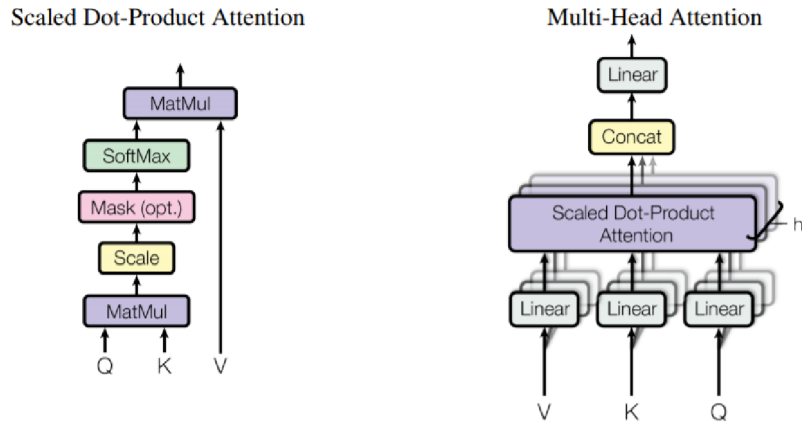 Scaled Dot-Product Attention
MatMul
SoftMax
Mask (opt.)
Scale
MatMul
Q K V
Multi-Head Attention
Linear
Concat
Scaled Dot-Product
Attention
h
Linear Linear Linear
V K Q